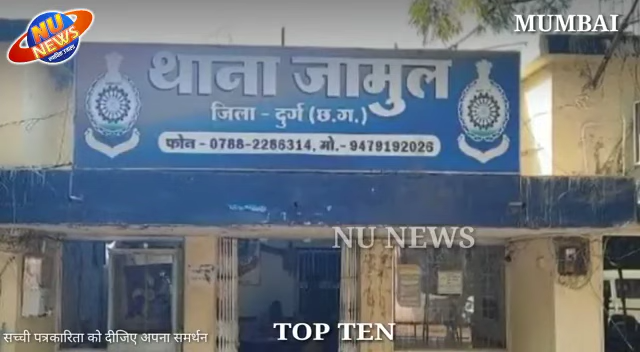 NU
NEWS
MUMBAI
थाना जामुल
जिला - दुर्ग (छ.ग.)
फोन - 0788-2286314, मो.- 9479192026
NU NEWS
TOP TEN
सच्ची पत्रकारिता को दीजिए अपना समर्थन